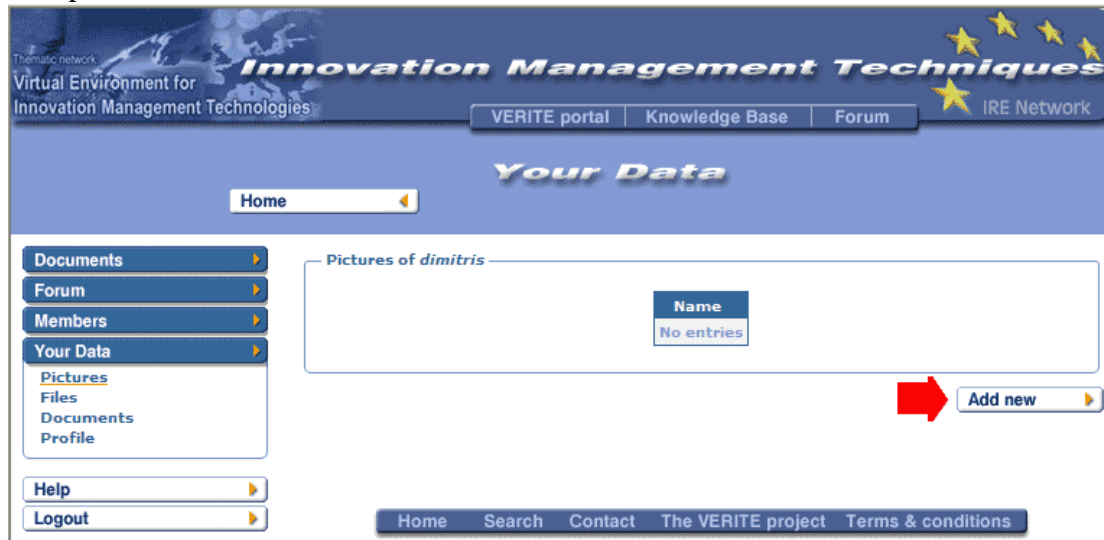 Thematic network
Virtual Environment for
Innovation Management Technologies
Innovation Management Techniques
IRE Network
VERITE portal | Knowledge Base | Forum
Your Data
Home
Documents
Forum
Members
Your Data
Pictures
Files
Documents
Profile
Help
Logout
Pictures of dimitris
Name
No entries
Add new
Home Search Contact The VERITE project Terms & conditions